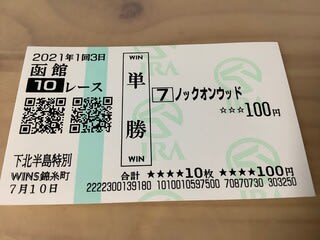 2021年1回3日
函館
10レース
下北半島特別
WINS錦糸町
7月10日
WIN
単勝
WIN
7 ノックオンウッド
☆☆☆100円
JRA
合計 ★★★★10枚 ★★★★100円
2222300139180 1010010597500 70870730 303250